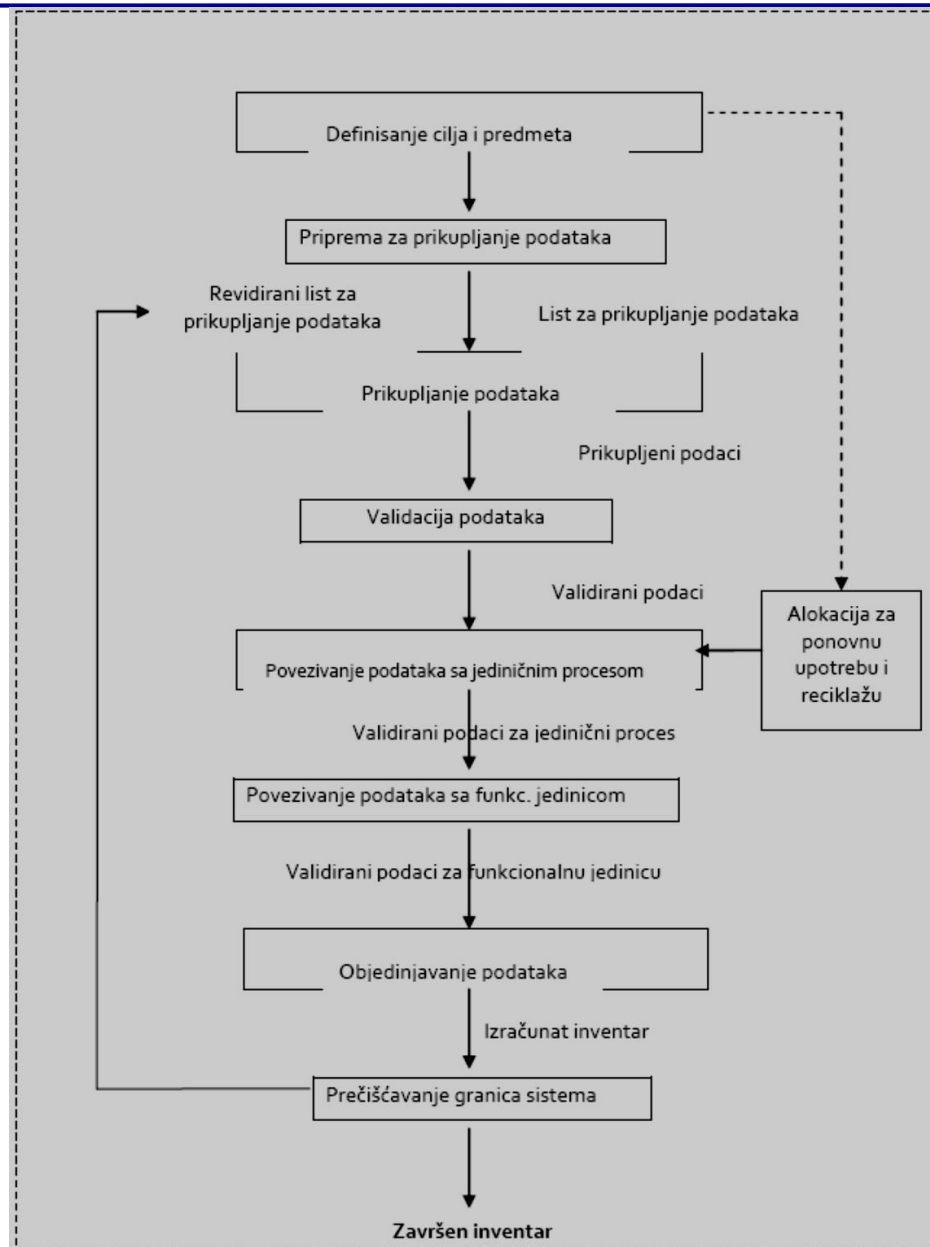 Definisanje cilja i predmeta
Priprema za prikupljanje podataka
Revidirani list za
prikupljanje podataka
List za prikupljanje podataka
Prikupljanje podataka
Prikupljeni podaci
Validacija podataka
Validirani podaci
Alokacija za
ponovnu
upotrebu i
reciklažu
Povezivanje podataka sa jediničnim procesom
Validirani podaci za jedinični proces
Povezivanje podataka sa funkc. jedinicom
Validirani podaci za funkcionalnu jedinicu
Objedinjavanje podataka
Izračunat inventar
Prečišćavanje granica sistema
Završen inventar